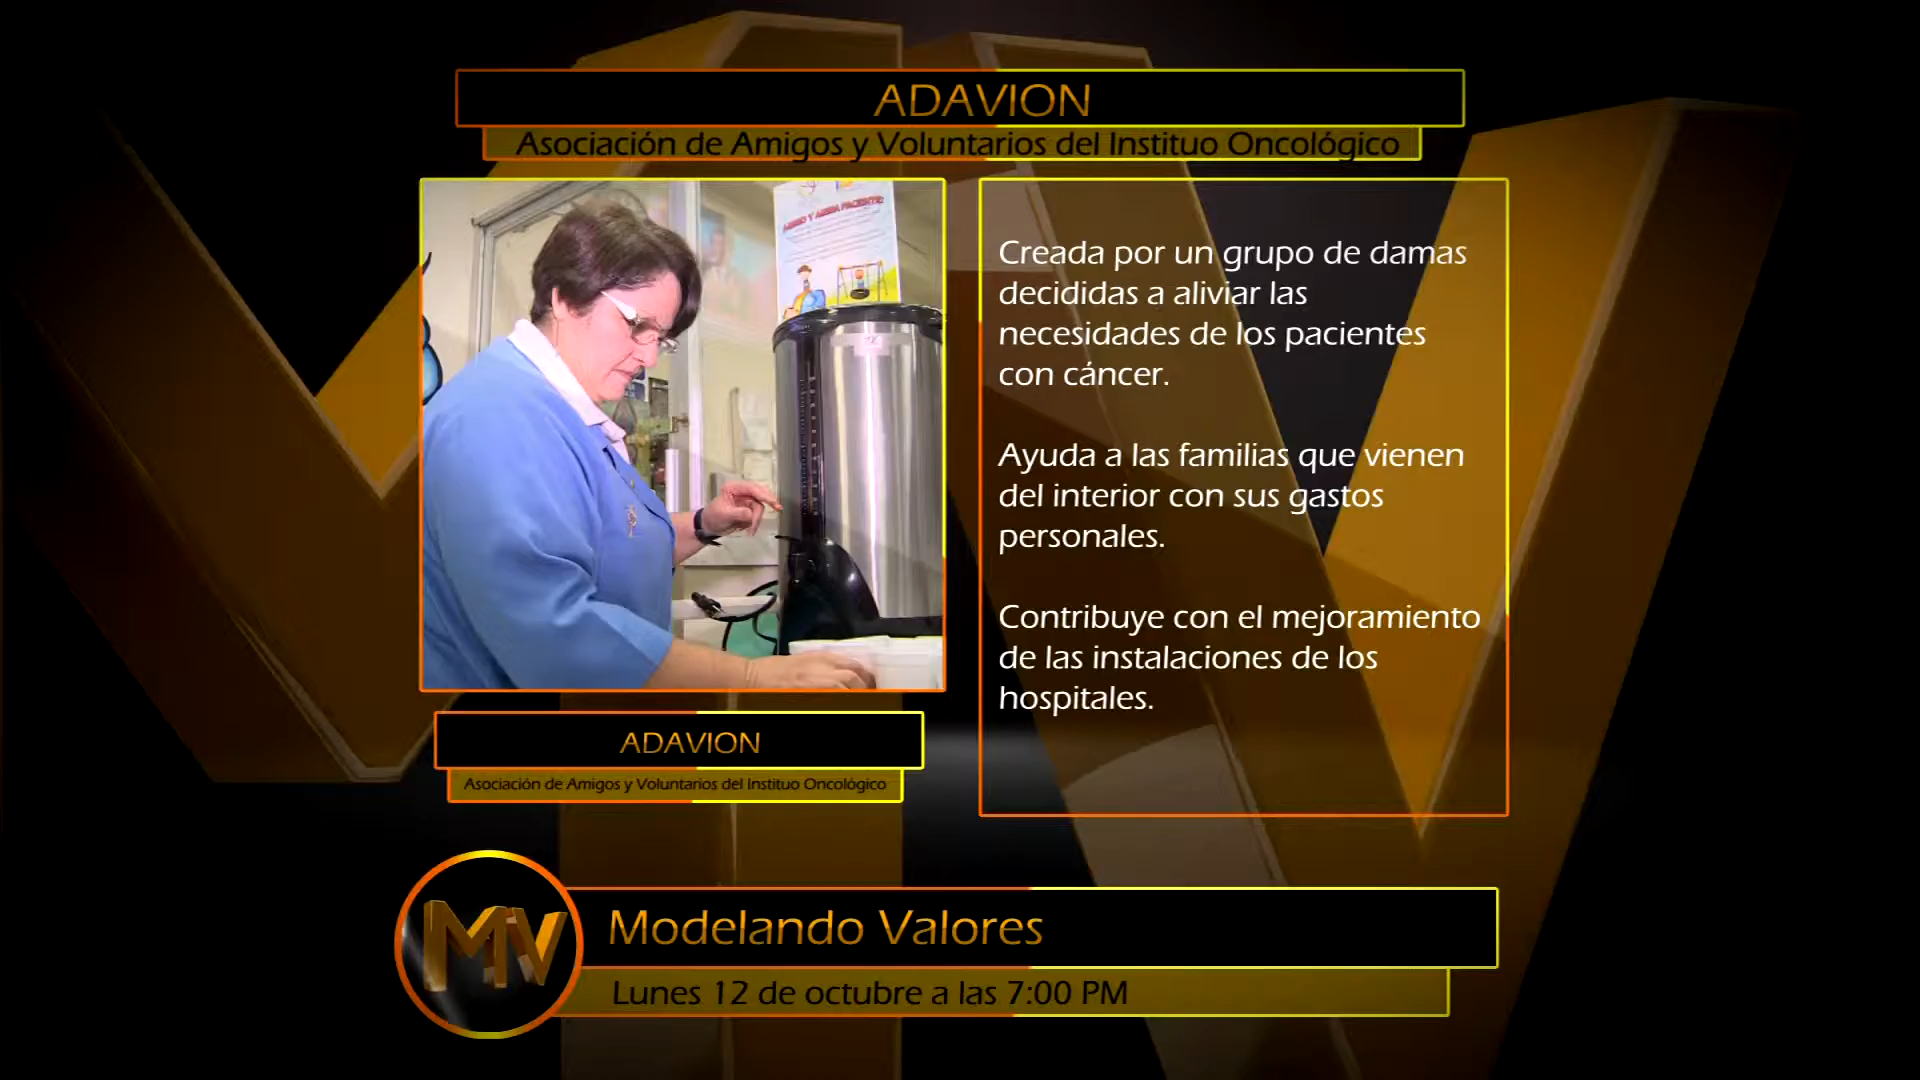 ADAVION
Asociación de Amigos y Voluntarios del Instituo Oncológico
AMIGO Y AMIGA PACIENTE:
Creada por un grupo de damas
decididas a aliviar las
necesidades de los pacientes
con cáncer.
Ayuda a las familias que vienen
del interior con sus gastos
personales.
Contribuye con el mejoramiento
de las instalaciones de los
hospitales.
ADAVION
Asociación de Amigos y Voluntarios del Instituo Oncológico
MV
Modelando Valores
Lunes 12 de octubre a las 7:00 PM